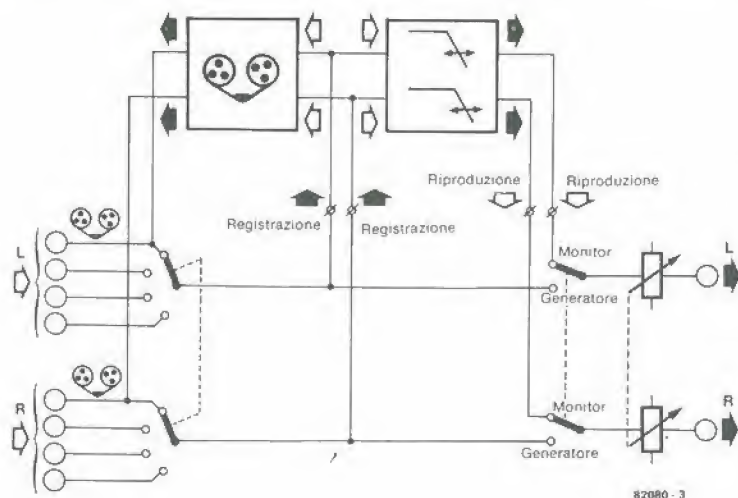 Riproduzione
Riproduzione
Registrazione
Registrazione
L
Monitor
L
Generatore
R
Monitor
R
Generatore
82080 - 3